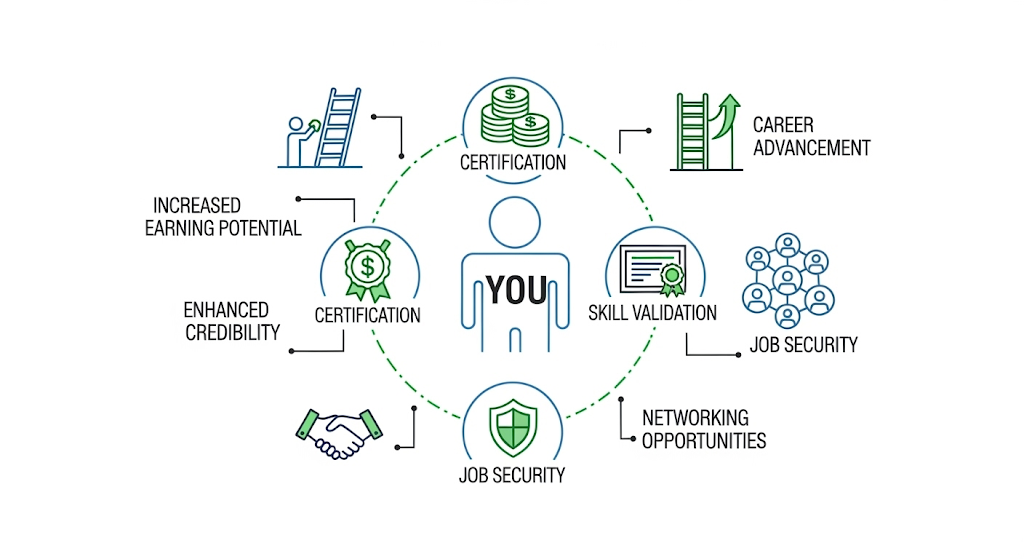 CERTIFICATION
CAREER
ADVANCEMENT
INCREASED
EARNING POTENTIAL
$
YOU
ENHANCED
CREDIBILITY
CERTIFICATION
SKILL VALIDATION
JOB SECURITY
NETWORKING
OPPORTUNITIES
JOB SECURITY
$
$